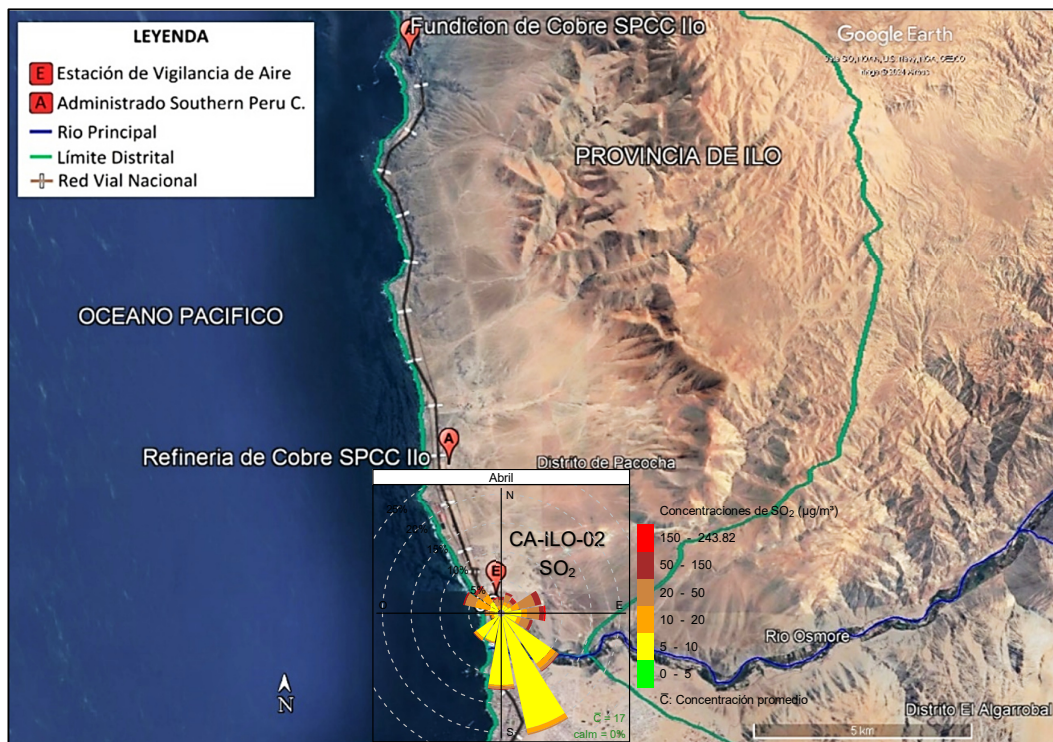 LEYENDA
E Estación de Vigilancia de Aire
A Administrado Southern Peru C.
Rio Principal
Límite Distrital
Red Vial Nacional
A
Fundicion de Cobre SPCC Ilo
Google Earth
PROVINCIA DE ILO
OCEANO PACIFICO
A
Refineria de Cobre SPCC Ilo
Distrito de Pacocha
Abril
N
CA-ILO-02
SO₂
E
10%
5%
O
E
S
C = 17
calm = 0%
Concentraciones de SO₂ (µg/m³)
150 - 243.82
50 - 150
20 - 50
10 - 20
5 - 10
0 - 5
C̅: Concentración promedio
Rio Osmore
Distrito El Algarrobal
5 km
N